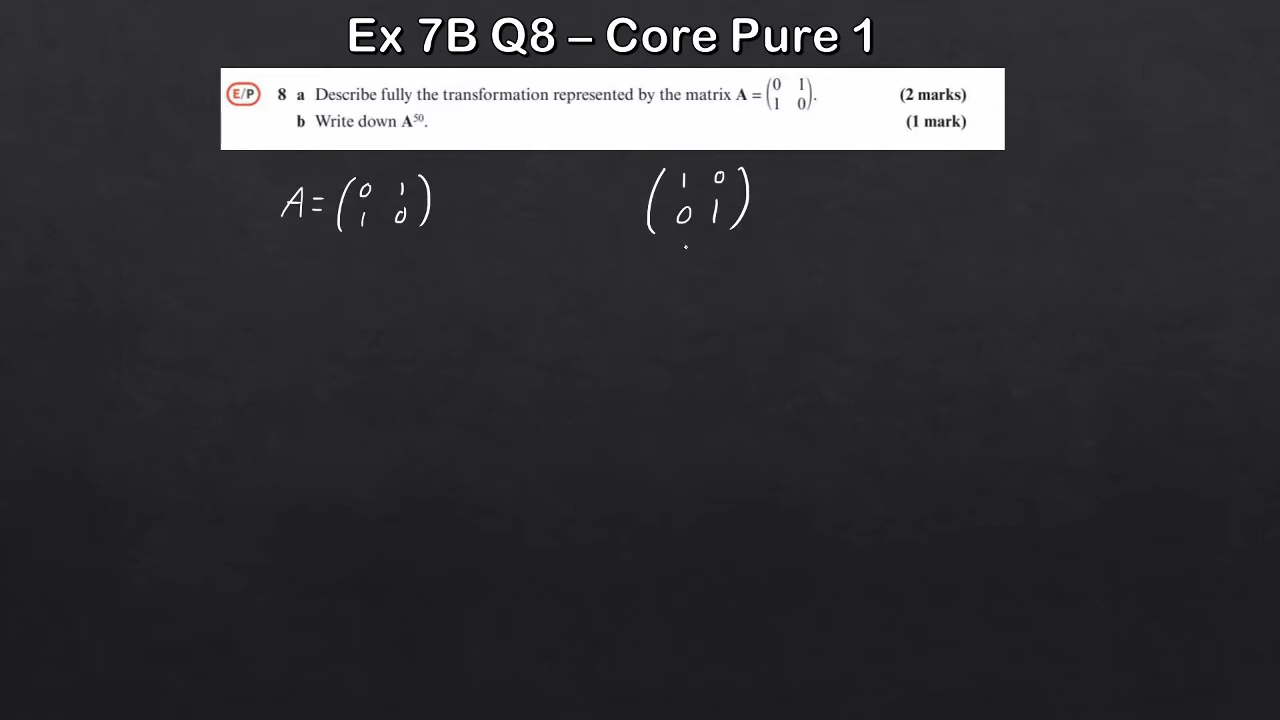 Ex 7B Q8 – Core Pure 1
E/P 8 a Describe fully the transformation represented by the matrix A = (0 1
1 0). (2 marks)
b Write down A⁵⁰. (1 mark)
A = (0 1
1 0)
(1 0
0 1)